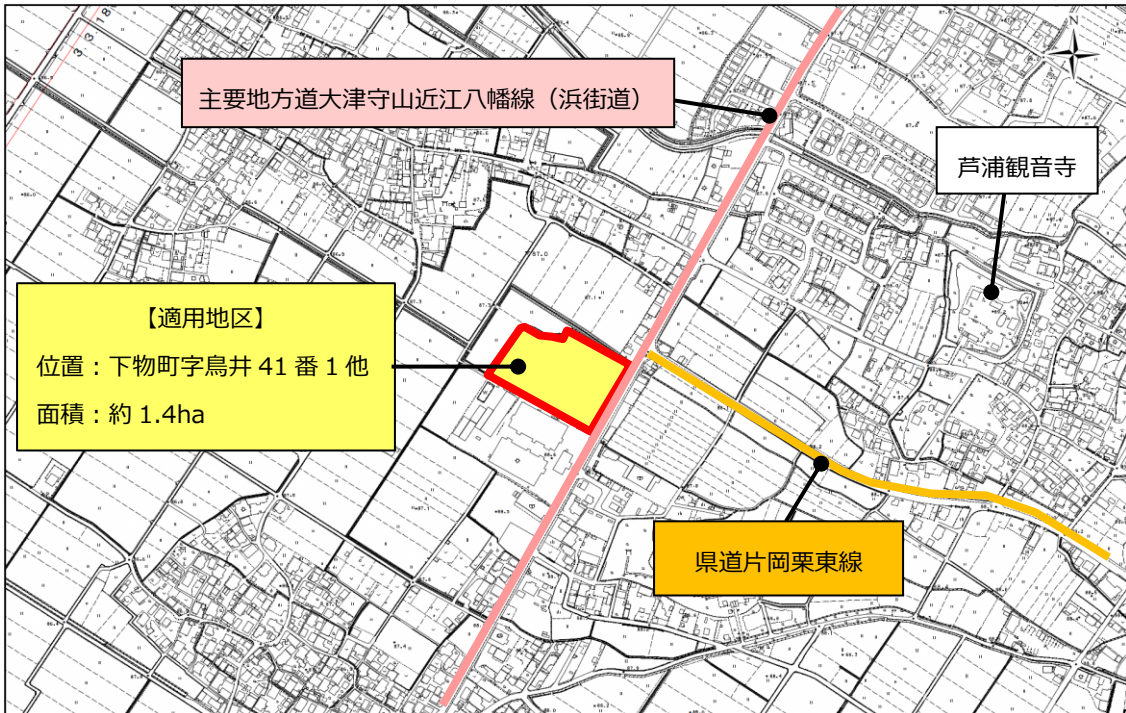 N
主要地方道大津守山近江八幡線（浜街道）
芦浦観音寺
【適用地区】
位置：下物町字鳥井 41 番 1 他
面積：約 1.4ha
県道片岡栗東線